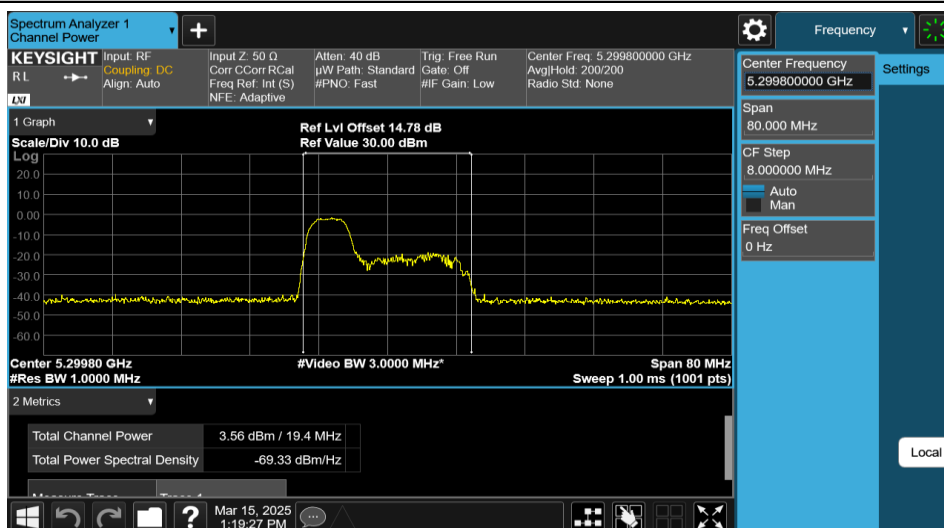 Spectrum Analyzer 1
Channel Power
Frequency
KEYSIGHT
R L
LXI
Input: RF
Coupling: DC
Align: Auto
Input Z: 50 Ω
Corr CCorr RCal
Freq Ref: Int (S)
NFE: Adaptive
Atten: 40 dB
µW Path: Standard
#PNO: Fast
Trig: Free Run
Gate: Off
#IF Gain: Low
Center Freq: 5.299800000 GHz
Avg|Hold: 200/200
Radio Std: None
Center Frequency
5.299800000 GHz
Settings
Span
80.000 MHz
CF Step
8.000000 MHz
Auto
Man
Freq Offset
0 Hz
1 Graph
Scale/Div 10.0 dB
Ref Lvl Offset 14.78 dB
Ref Value 30.00 dBm
Log
20.0
10.0
0.00
-10.0
-20.0
-30.0
-40.0
-50.0
-60.0
Center 5.29980 GHz
#Video BW 3.0000 MHz*
Span 80 MHz
#Res BW 1.0000 MHz
Sweep 1.00 ms (1001 pts)
2 Metrics
Total Channel Power 3.56 dBm / 19.4 MHz
Total Power Spectral Density -69.33 dBm/Hz
Local
Mar 15, 2025
1:19:27 PM